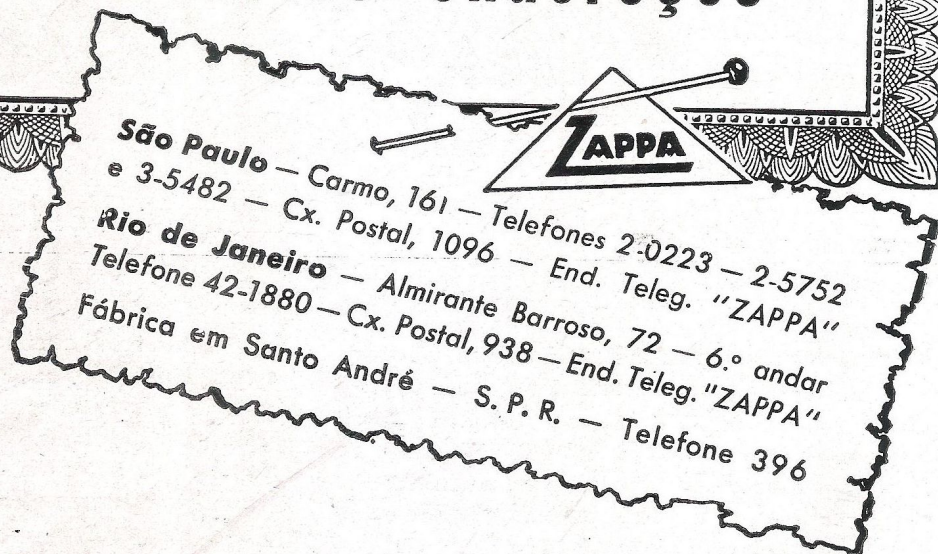 ZAPPA
São Paulo — Carmo, 161 — Telefones 2-0223 — 2-5752
e 3-5482 — Cx. Postal, 1096 — End. Teleg. "ZAPPA"
Rio de Janeiro — Almirante Barroso, 72 — 6.º andar
Telefone 42-1880 — Cx. Postal, 938 — End. Teleg. "ZAPPA"
Fábrica em Santo André — S. P. R. — Telefone 396